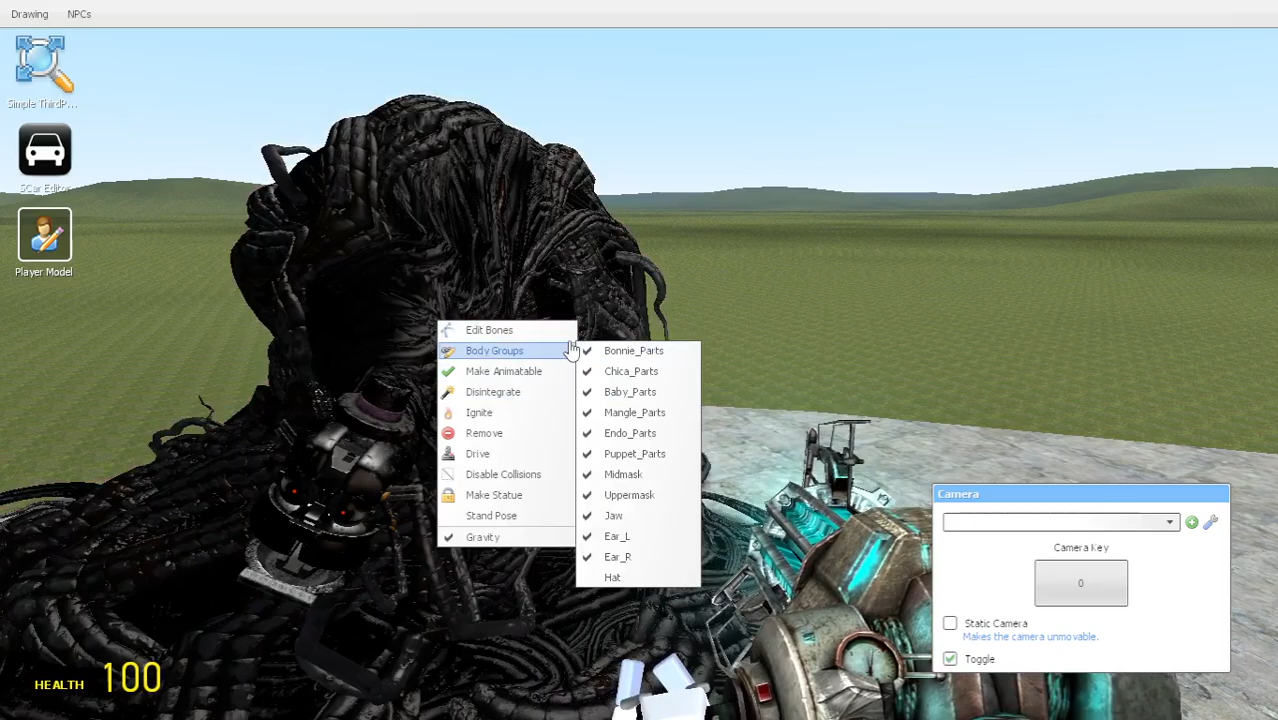 Drawing NPCs
Simple ThirdP...
SCar Editor
Player Model
Edit Bones
Body Groups
Make Animatable
Disintegrate
Ignite
Remove
Drive
Disable Collisions
Make Statue
Stand Pose
Gravity
Bonnie_Parts
Chica_Parts
Baby_Parts
Mangle_Parts
Endo_Parts
Puppet_Parts
Midmask
Uppermask
Jaw
Ear_L
Ear_R
Hat
Camera
Camera Key
0
Static Camera
Makes the camera unmovable.
Toggle
HEALTH 100